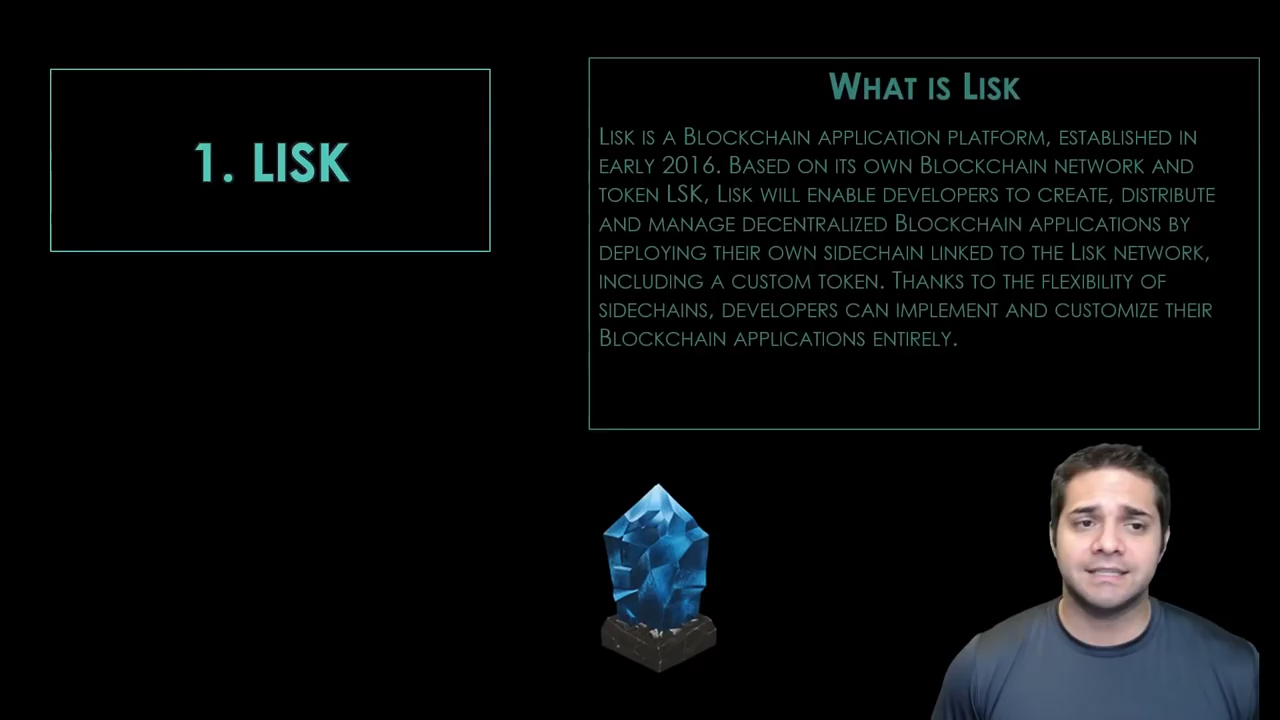 1. LISK
WHAT IS LISK
LISK IS A BLOCKCHAIN APPLICATION PLATFORM, ESTABLISHED IN
EARLY 2016. BASED ON ITS OWN BLOCKCHAIN NETWORK AND
TOKEN LSK, LISK WILL ENABLE DEVELOPERS TO CREATE, DISTRIBUTE
AND MANAGE DECENTRALIZED BLOCKCHAIN APPLICATIONS BY
DEPLOYING THEIR OWN SIDECHAIN LINKED TO THE LISK NETWORK,
INCLUDING A CUSTOM TOKEN. THANKS TO THE FLEXIBILITY OF
SIDECHAINS, DEVELOPERS CAN IMPLEMENT AND CUSTOMIZE THEIR
BLOCKCHAIN APPLICATIONS ENTIRELY.